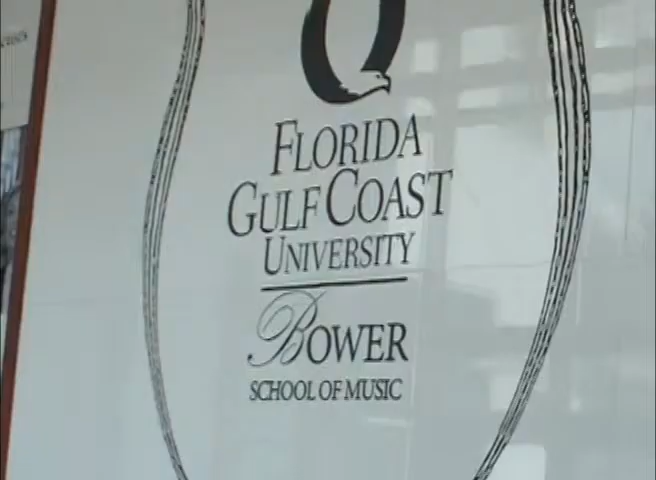 FLORIDA
GULF COAST
UNIVERSITY
BOWER
SCHOOL OF MUSIC